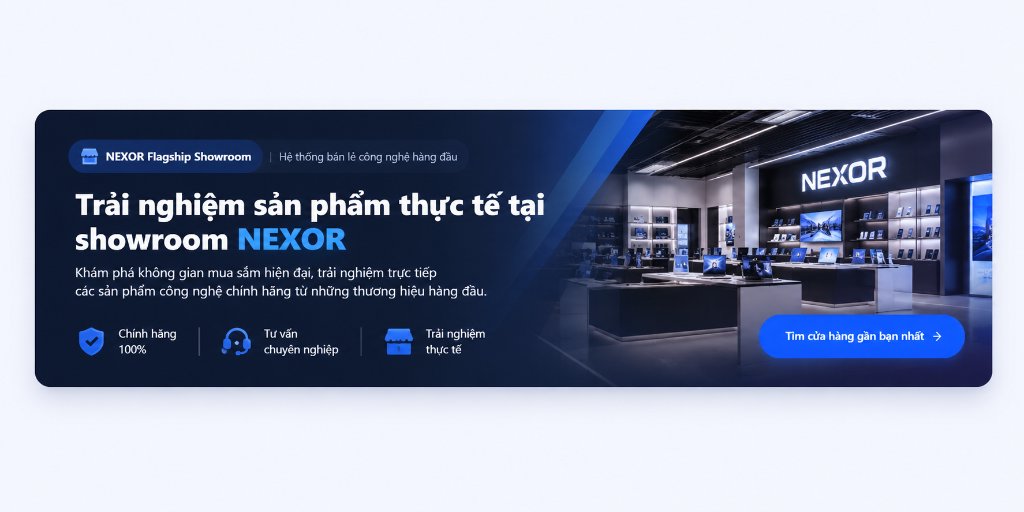 NEXOR Flagship Showroom | Hệ thống bán lẻ công nghệ hàng đầu
Trải nghiệm sản phẩm thực tế tại
showroom NEXOR
Khám phá không gian mua sắm hiện đại, trải nghiệm trực tiếp
các sản phẩm công nghệ chính hãng từ những thương hiệu hàng đầu.
Chính hãng
100%
Tư vấn
chuyên nghiệp
Trải nghiệm
thực tế
NEXOR
Tìm cửa hàng gần bạn nhất →